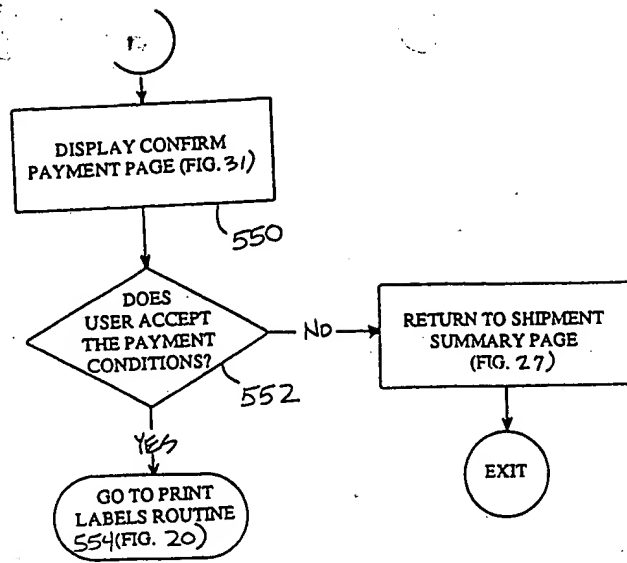 DISPLAY CONFIRM
PAYMENT PAGE (FIG. 31)
550
DOES
USER ACCEPT
THE PAYMENT
CONDITIONS?
552
NO
RETURN TO SHIPMENT
SUMMARY PAGE
(FIG. 27)
YES
EXIT
GO TO PRINT
LABELS ROUTINE
554 (FIG. 20)